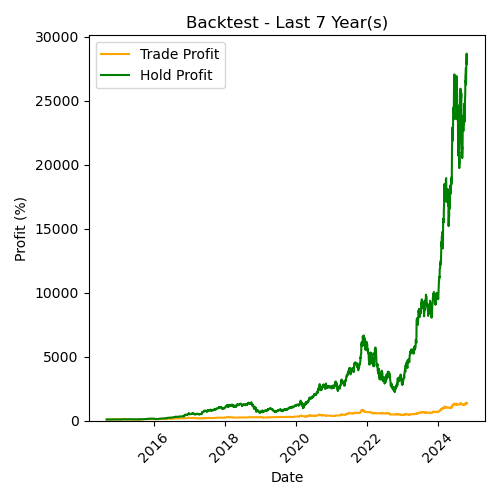 Backtest - Last 7 Year(s)
Trade Profit
Hold Profit
30000
25000
20000
15000
10000
5000
0
Profit (%)
2016
2018
2020
2022
2024
Date